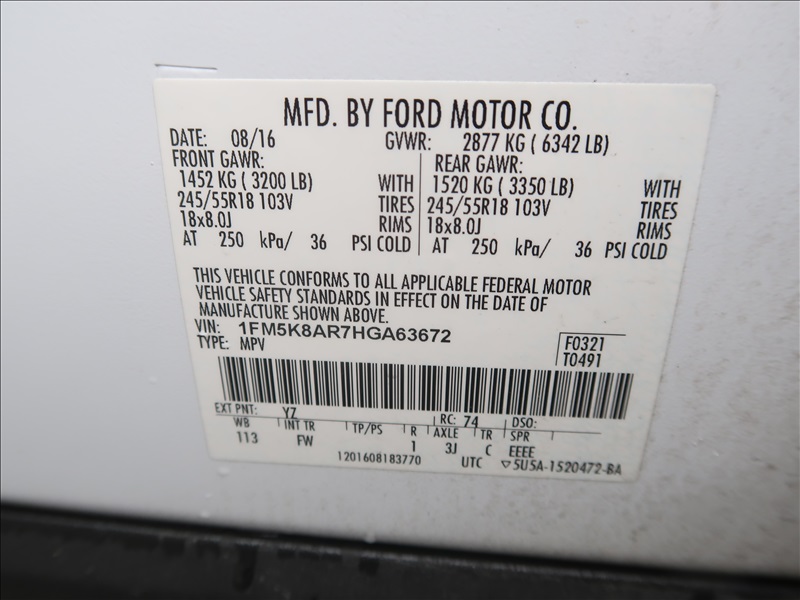 MFD. BY FORD MOTOR CO.
DATE: 08/16 GVWR: 2877 KG ( 6342 LB)
FRONT GAWR: REAR GAWR:
1452 KG ( 3200 LB) WITH 1520 KG ( 3350 LB) WITH
245/55R18 103V TIRES 245/55R18 103V TIRES
18x8.0J RIMS 18x8.0J RIMS
AT 250 kPa/ 36 PSI COLD AT 250 kPa/ 36 PSI COLD
THIS VEHICLE CONFORMS TO ALL APPLICABLE FEDERAL MOTOR
VEHICLE SAFETY STANDARDS IN EFFECT ON THE DATE OF
MANUFACTURE SHOWN ABOVE.
VIN: 1FM5K8AR7HGA63672
TYPE: MPV
F0321
T0491
EXT PNT: YZ RC: 74 DSO:
WB INT TR TP/PS R AXLE TR SPR
113 FW 1 3J C EEEE
1201608183770 UTC ▽5U5A-1520472-BA